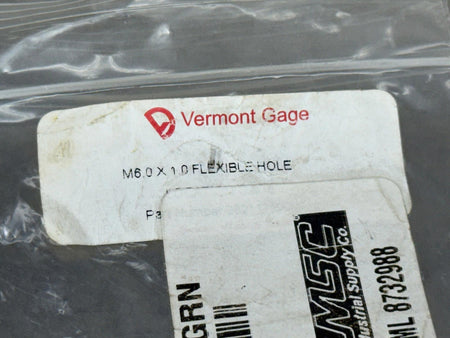 Vermont Gage
M6.0 X 1.0 FLEXIBLE HOLE
GRN
MSC
Industrial Supply Co.
ML 8732988